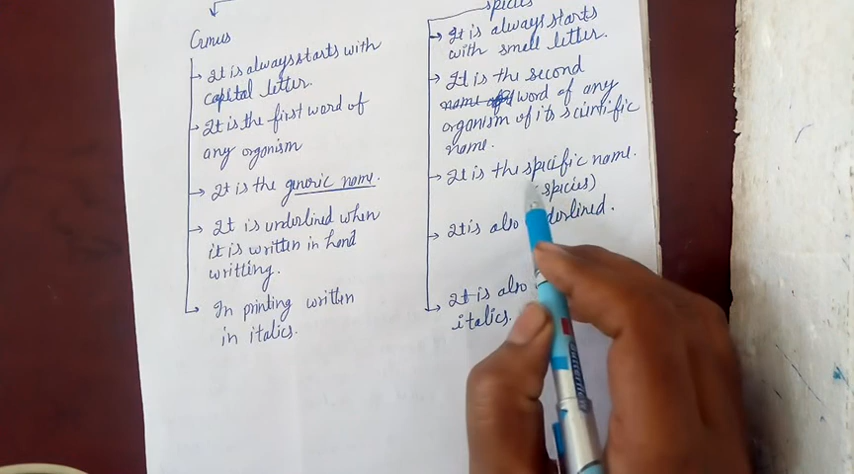 Genus
It is always starts with
capital letter.
It is the first word of
any organism
It is the generic name.
It is underlined when
it is written in hand
writting.
In printing written
in italics.
species
It is always starts
with small letter.
It is the second
name word of any
organism of its scientific
name.
It is the specific name.
(species)
It is also underlined.
It is also
italics.